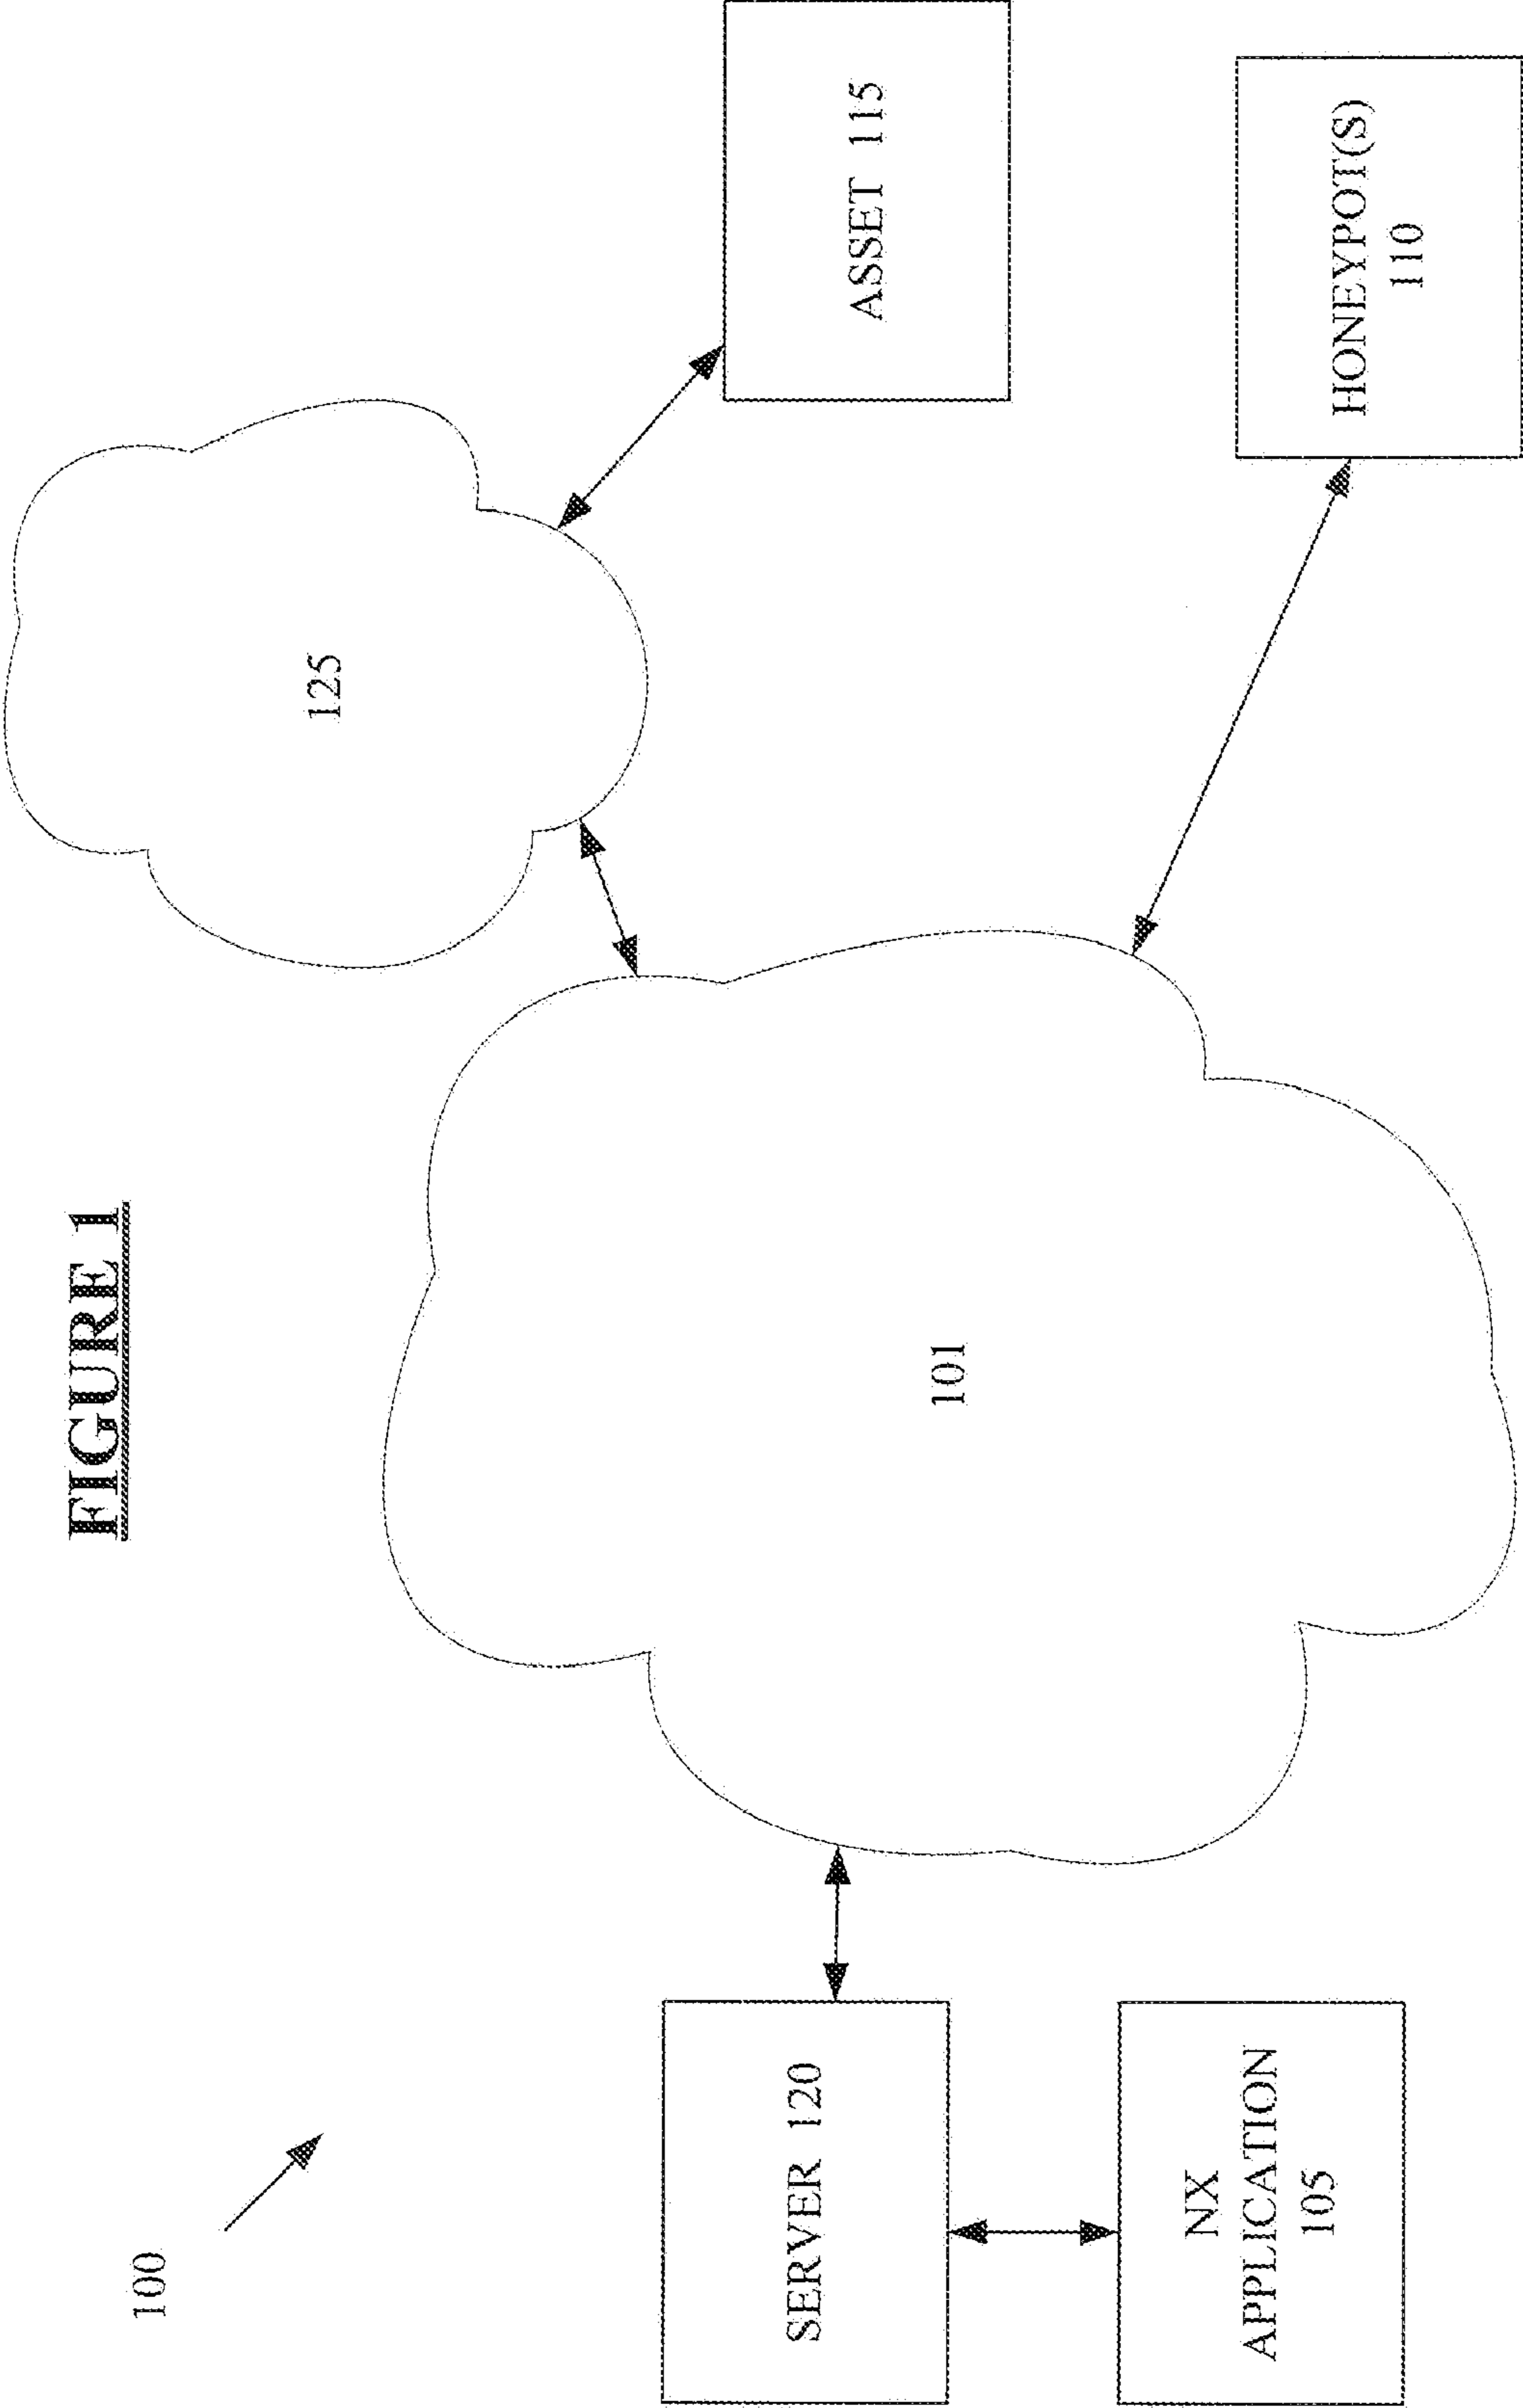 FIGURE 1
100
125
ASSET 115
101
SERVER 120
HONEYPOT(S)
110
NX
APPLICATION
105